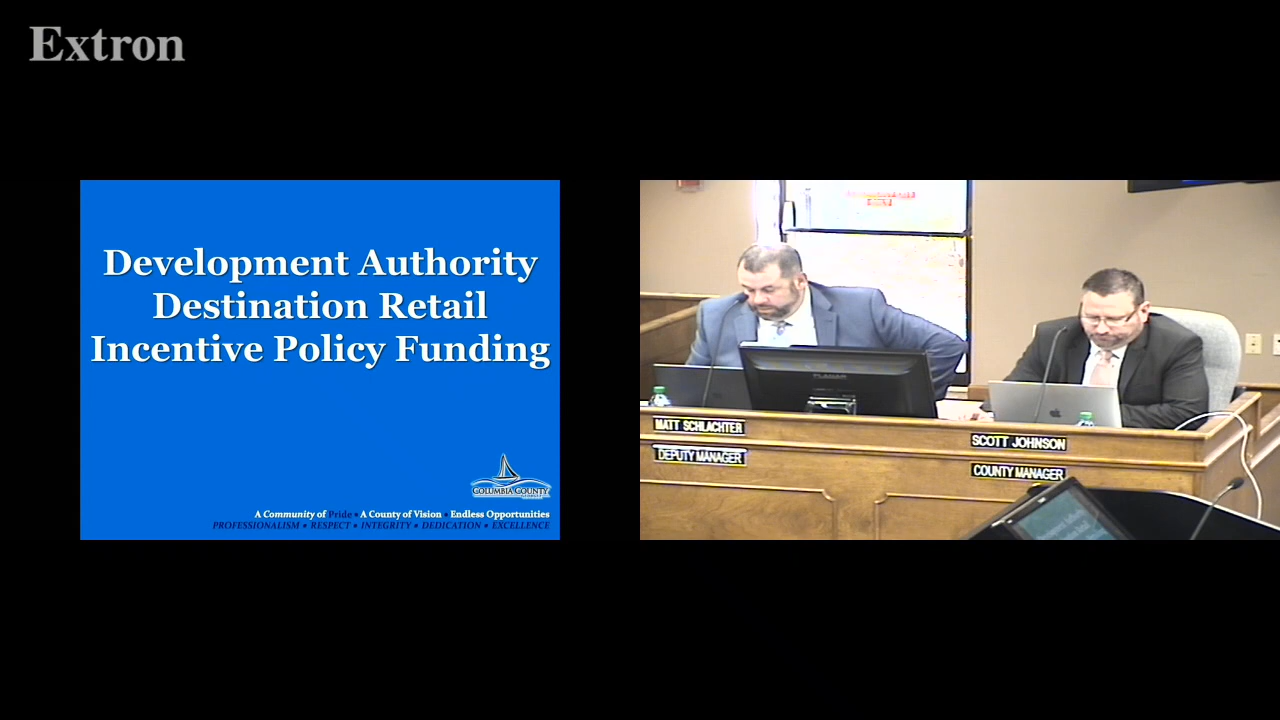 Extron
Development Authority
Destination Retail
Incentive Policy Funding
COLUMBIA COUNTY
GEORGIA
A Community of Pride • A County of Vision • Endless Opportunities
PROFESSIONALISM • RESPECT • INTEGRITY • DEDICATION • EXCELLENCE
MATT SCHLACHTER
DEPUTY MANAGER
SCOTT JOHNSON
COUNTY MANAGER